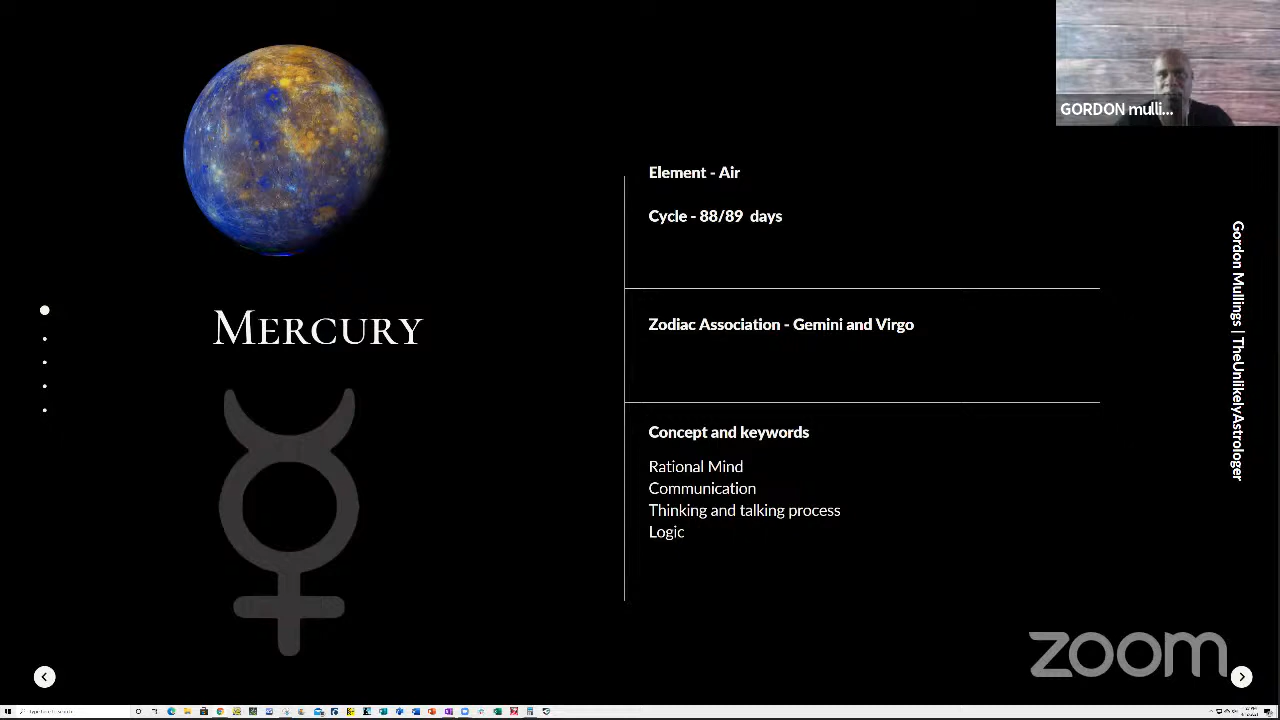 GORDON mulli...
Element - Air
Cycle - 88/89 days
MERCURY
Zodiac Association - Gemini and Virgo
Concept and keywords
Rational Mind
Communication
Thinking and talking process
Logic
Gordon Mullings | TheUnlikelyAstrologer
zoom